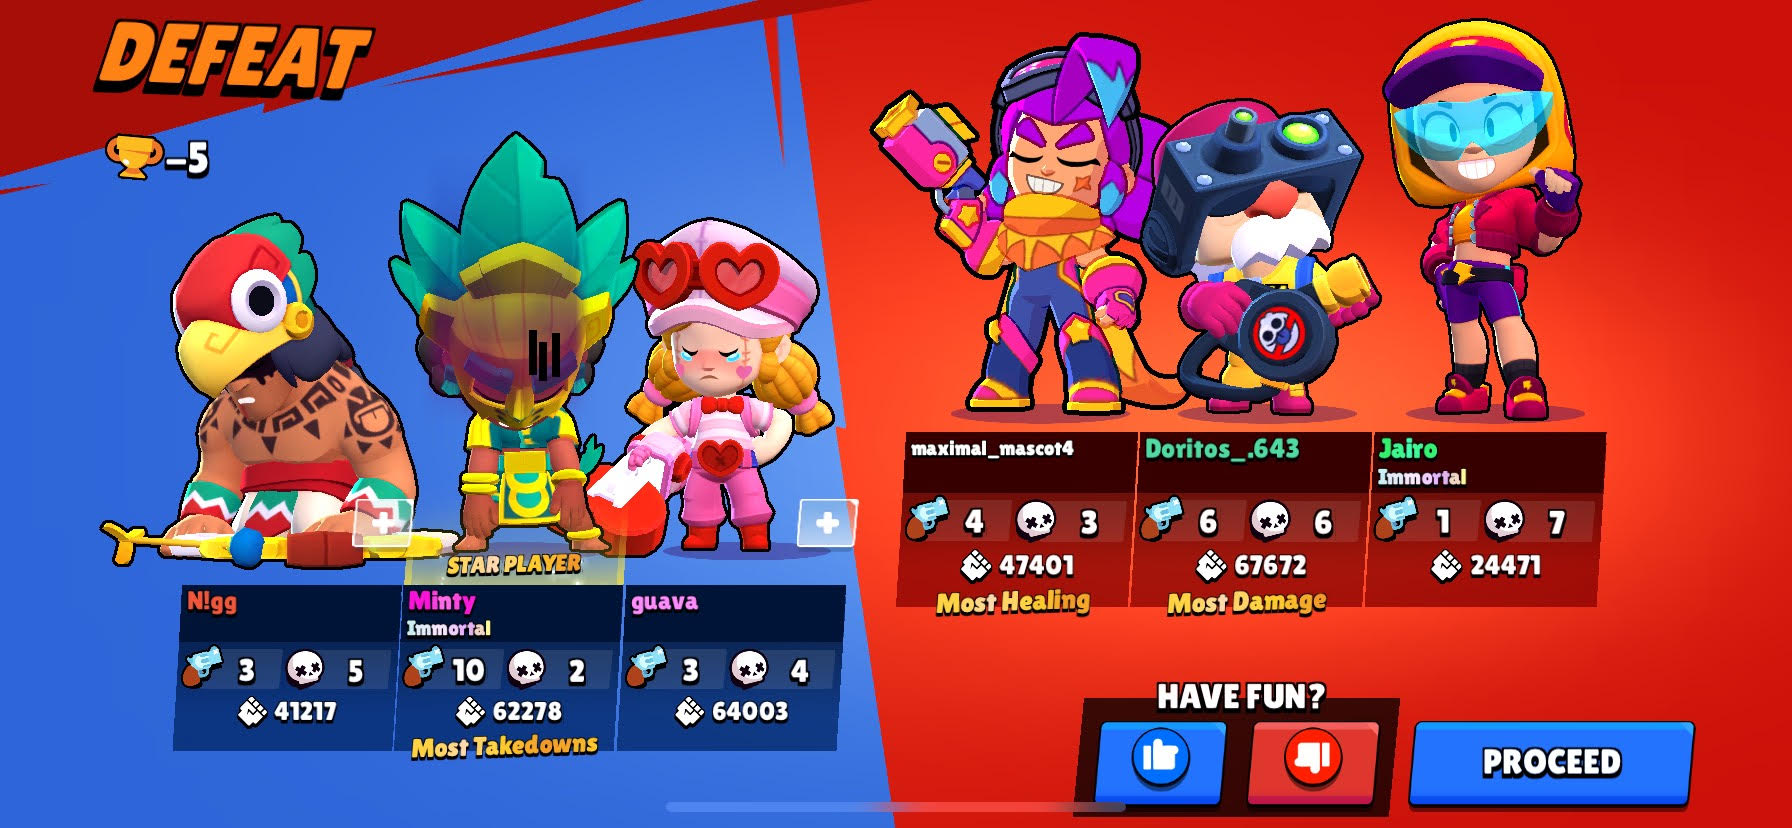 DEFEAT
-5
STAR PLAYER
N!gg
3 5
41217
Minty
Immortal
10 2
62278
Most Takedowns
guava
3 4
64003
maximal_mascot4
4 3
47401
Most Healing
Doritos_.643
6 6
67672
Most Damage
Jairo
Immortal
1 7
24471
HAVE FUN?
PROCEED